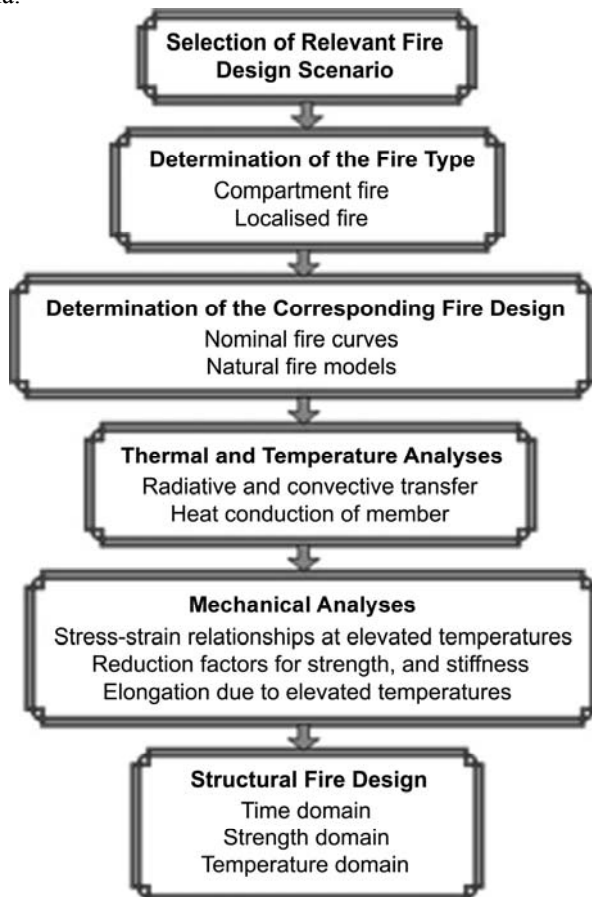 Selection of Relevant Fire
Design Scenario
Determination of the Fire Type
Compartment fire
Localised fire
Determination of the Corresponding Fire Design
Nominal fire curves
Natural fire models
Thermal and Temperature Analyses
Radiative and convective transfer
Heat conduction of member
Mechanical Analyses
Stress-strain relationships at elevated temperatures
Reduction factors for strength, and stiffness
Elongation due to elevated temperatures
Structural Fire Design
Time domain
Strength domain
Temperature domain